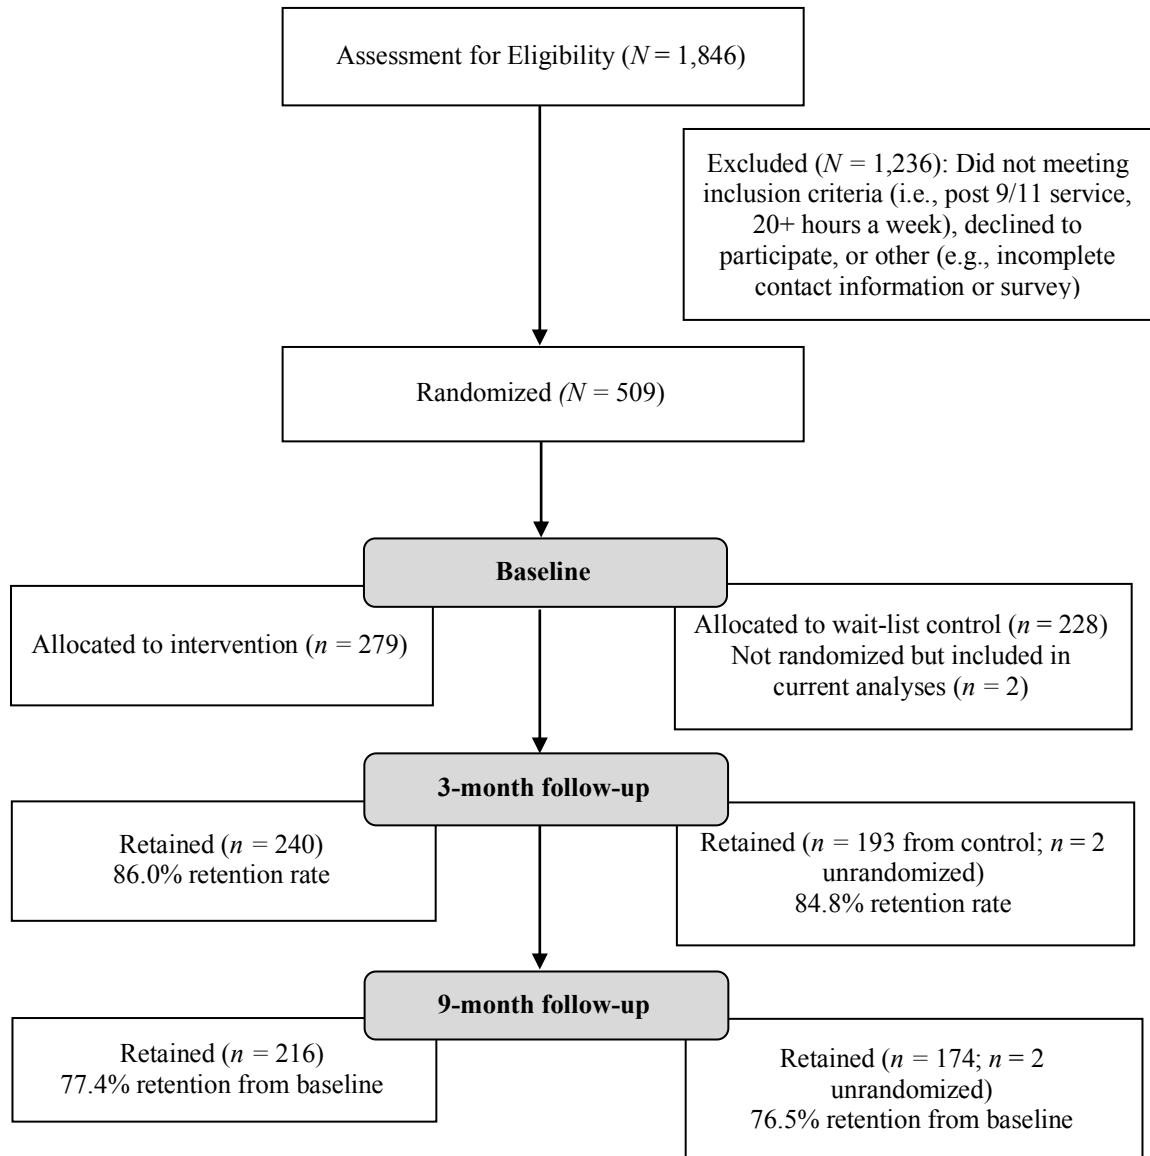 Assessment for Eligibility (N = 1,846)
Excluded (N = 1,236): Did not meeting
inclusion criteria (i.e., post 9/11 service,
20+ hours a week), declined to
participate, or other (e.g., incomplete
contact information or survey)
Randomized (N = 509)
Baseline
Allocated to intervention (n = 279)
Allocated to wait-list control (n = 228)
Not randomized but included in
current analyses (n = 2)
3-month follow-up
Retained (n = 240)
86.0% retention rate
Retained (n = 193 from control; n = 2
unrandomized)
84.8% retention rate
9-month follow-up
Retained (n = 216)
77.4% retention from baseline
Retained (n = 174; n = 2
unrandomized)
76.5% retention from baseline